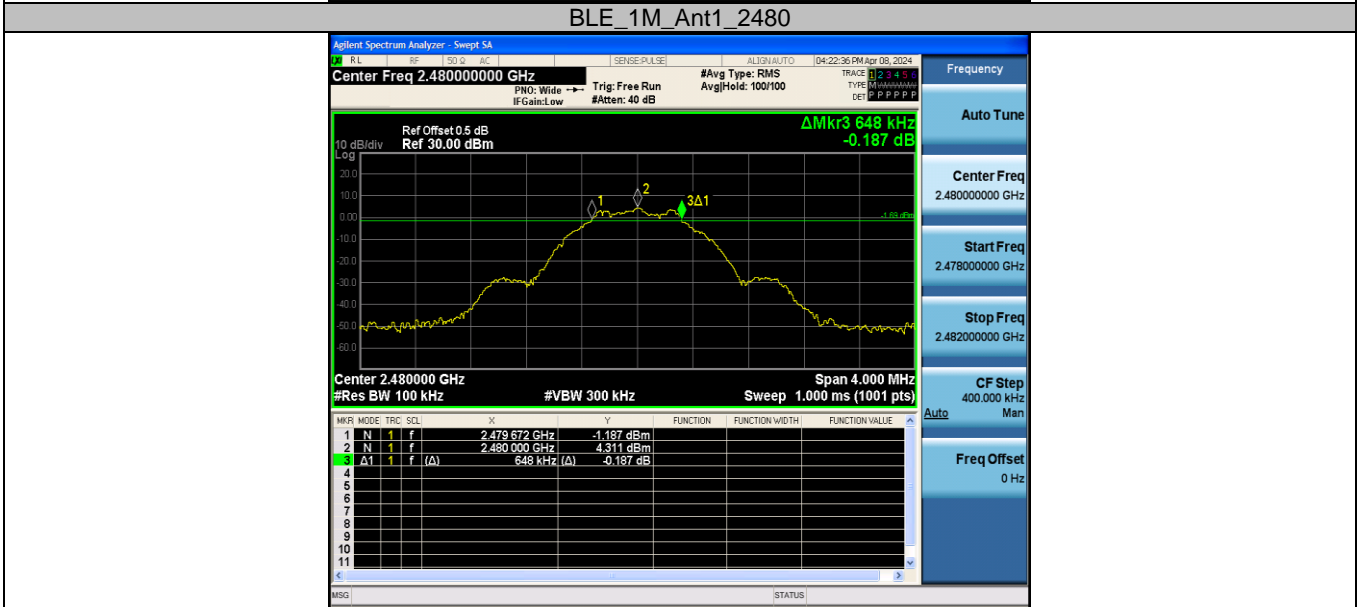 BLE_1M_Ant1_2480
Agilent Spectrum Analyzer - Swept SA
RL RF 50 Ω AC SENSE:PULSE ALIGNAUTO 04:22:36 PM Apr 08, 2024
Center Freq 2.480000000 GHz
PNO: Wide
IFGain:Low
Trig: Free Run
#Atten: 40 dB
#Avg Type: RMS
Avg|Hold: 100/100
TRACE 1 2 3 4 5 6
TYPE M
DET P P P P P P
ΔMkr3 648 kHz
-0.187 dB
Ref Offset 0.5 dB
10 dB/div Ref 30.00 dBm
Log
20.0
10.0
0.00
-10.0
-20.0
-30.0
-40.0
-50.0
-60.0
1
2
3Δ1
-1.69 dBm
Center 2.480000 GHz Span 4.000 MHz
#Res BW 100 kHz #VBW 300 kHz Sweep 1.000 ms (1001 pts)
MKR MODE TRC SCL X Y FUNCTION FUNCTION WIDTH FUNCTION VALUE
1 N 1 f 2.479 672 GHz -1.187 dBm
2 N 1 f 2.480 000 GHz 4.311 dBm
3 Δ1 1 f (Δ) 648 kHz (Δ) -0.187 dB
4
5
6
7
8
9
10
11
MSG STATUS
Frequency
Auto Tune
Center Freq
2.480000000 GHz
Start Freq
2.478000000 GHz
Stop Freq
2.482000000 GHz
CF Step
400.000 kHz
Auto Man
Freq Offset
0 Hz